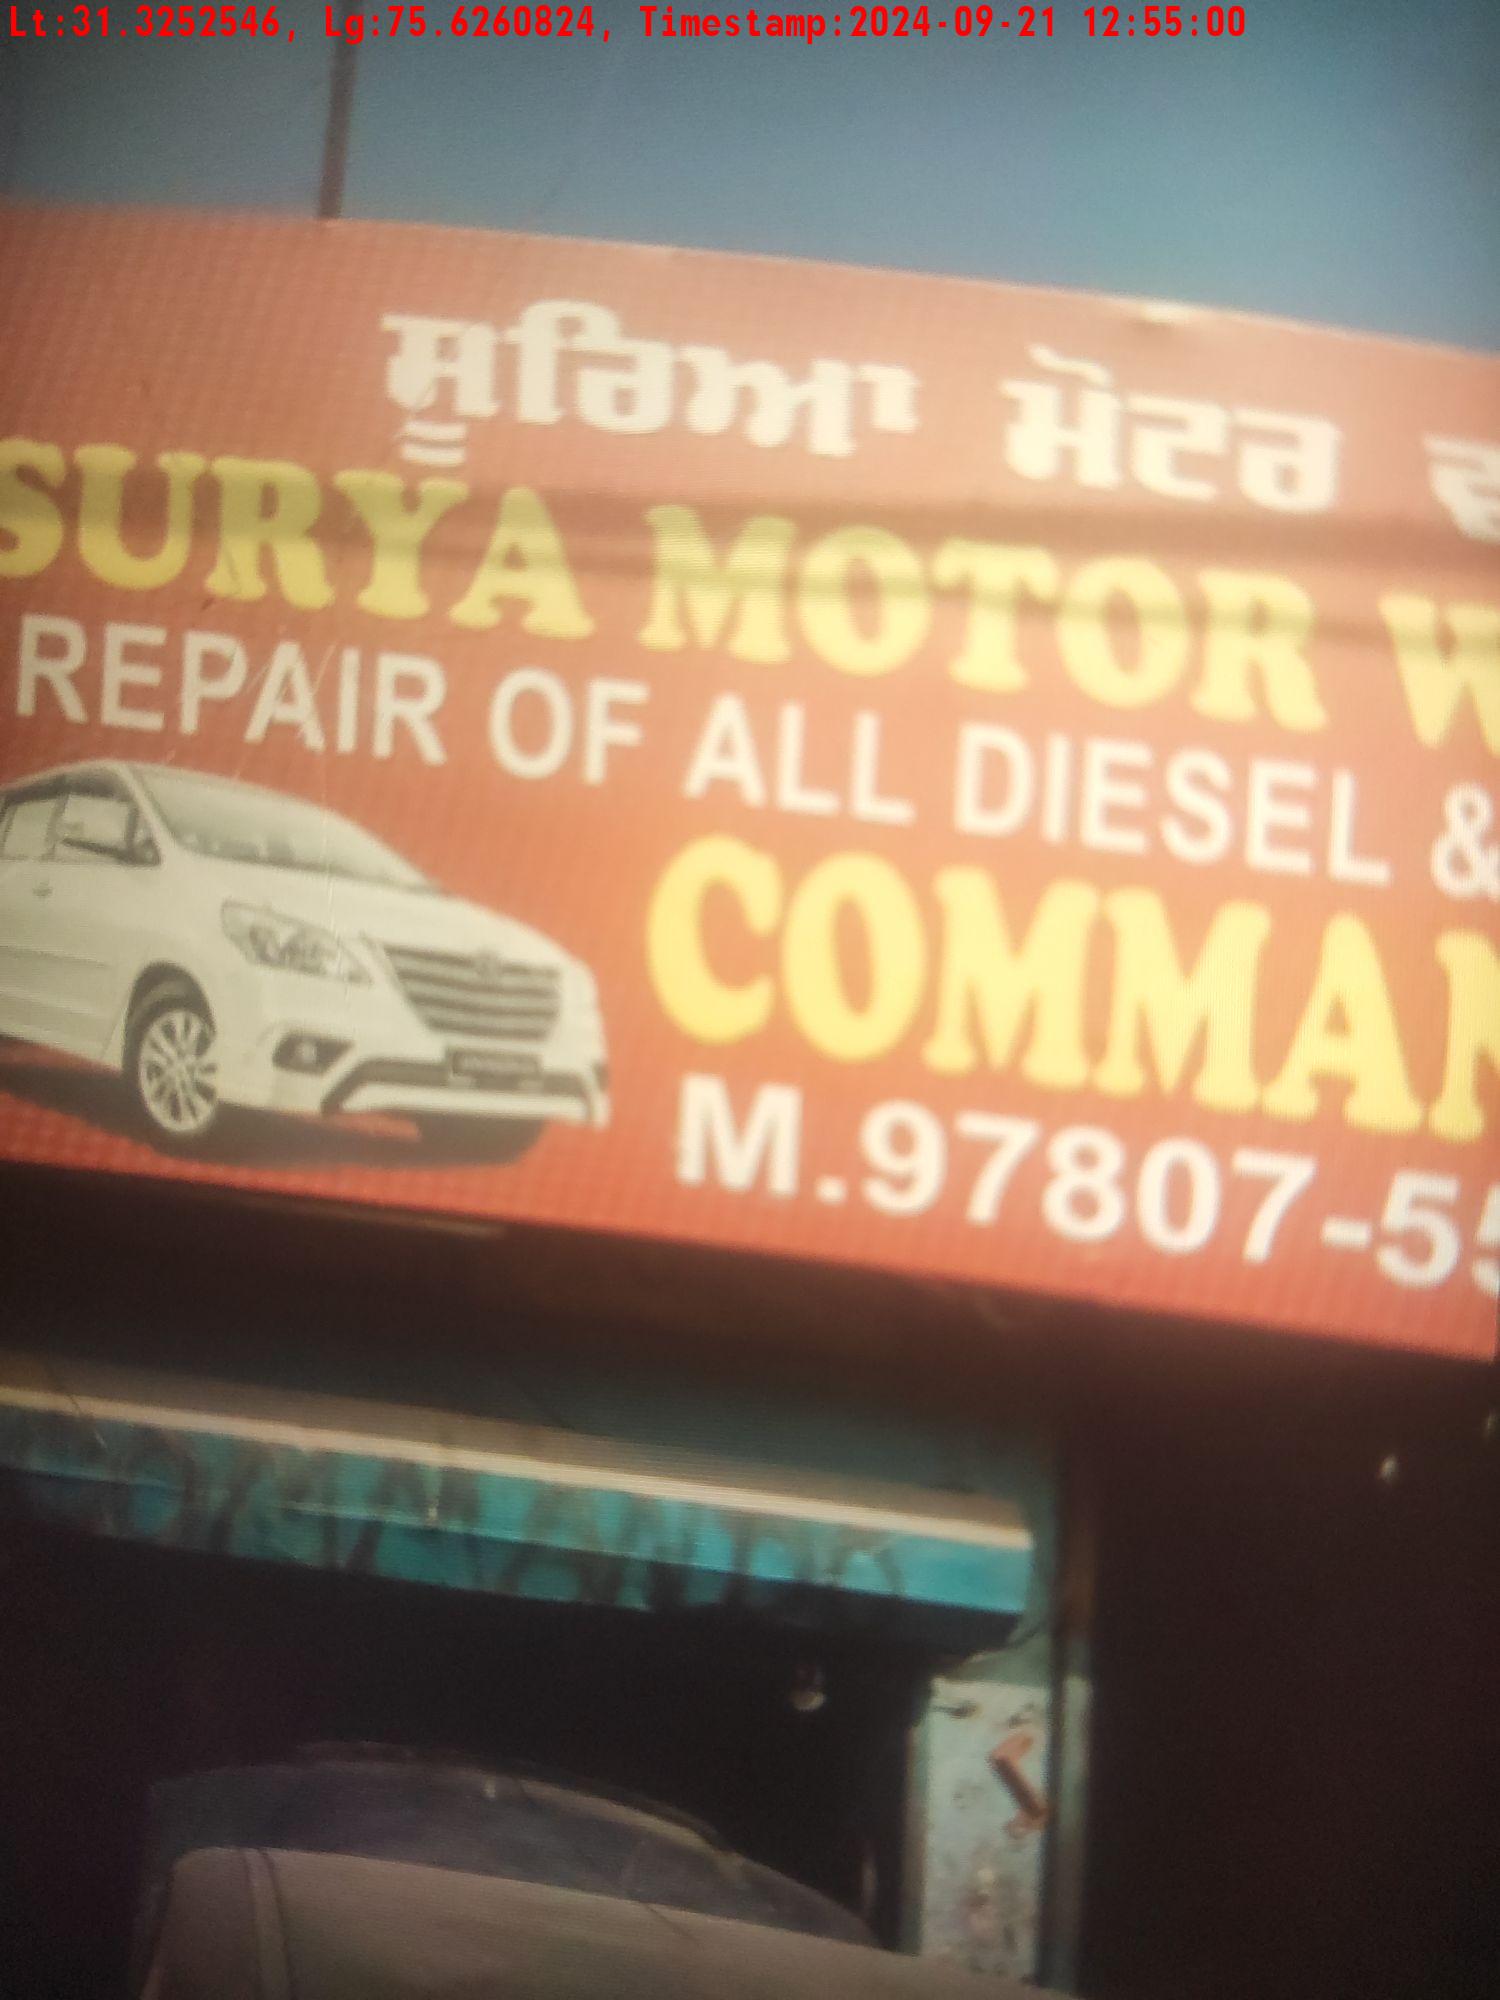 Lt:31.3252546, Lg:75.6260824, Timestamp:2024-09-21 12:55:00
ਸੂਰਿਆ ਮੋਟਰ
SURYA MOTOR W
REPAIR OF ALL DIESEL &
COMMAN
M.97807-55